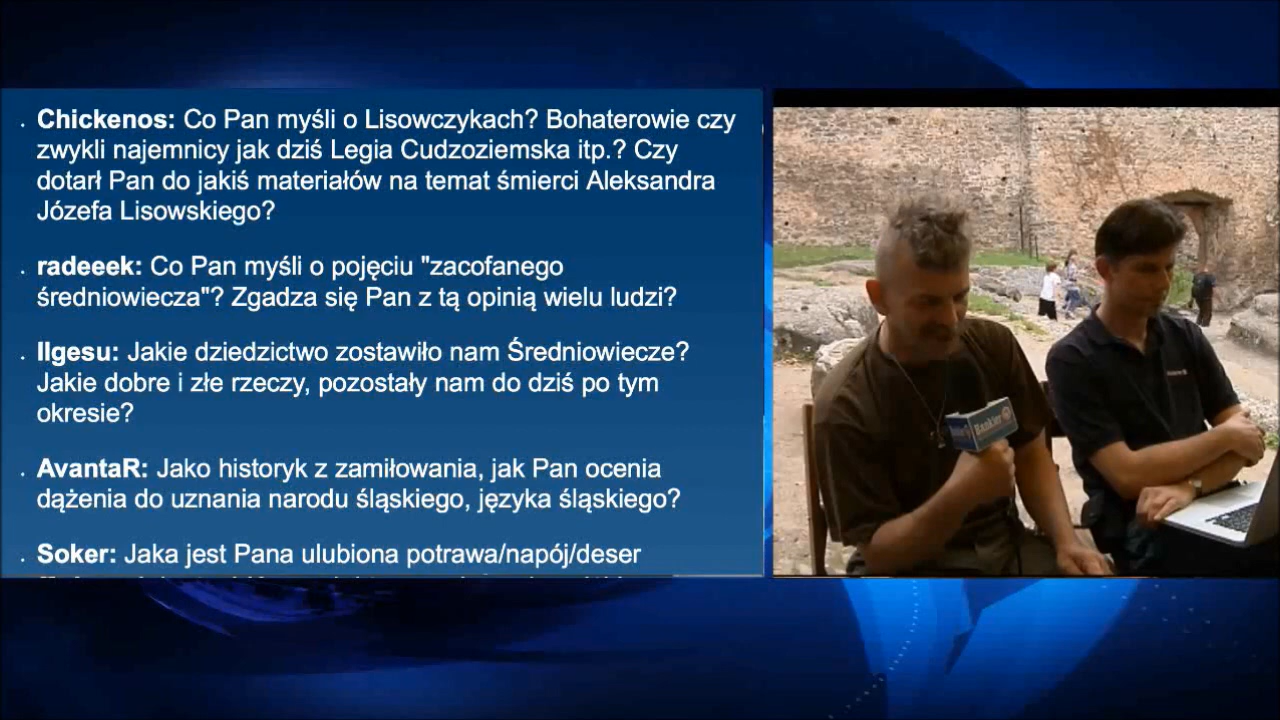 Chickenos: Co Pan myśli o Lisowczykach? Bohaterowie czy
zwykli najemnicy jak dziś Legia Cudzoziemska itp.? Czy
dotarł Pan do jakiś materiałów na temat śmierci Aleksandra
Józefa Lisowskiego?
radeeek: Co Pan myśli o pojęciu "zacofanego
średniowiecza"? Zgadza się Pan z tą opinią wielu ludzi?
Ilgesu: Jakie dziedzictwo zostawiło nam Średniowiecze?
Jakie dobre i złe rzeczy, pozostały nam do dziś po tym
okresie?
AvantaR: Jako historyk z zamiłowania, jak Pan ocenia
dążenia do uznania narodu śląskiego, języka śląskiego?
Soker: Jaka jest Pana ulubiona potrawa/napój/deser
Bankier